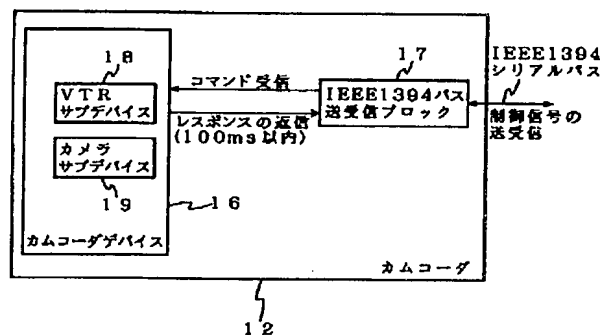 18
VTR
サブデバイス
カメラ
サブデバイス
19
16
カムコーダデバイス
コマンド受信
レスポンスの返信
(100ms以内)
17
IEEE1394バス
送受信ブロック
IEEE1394
シリアルバス
制御信号の
送受信
カムコーダ
12